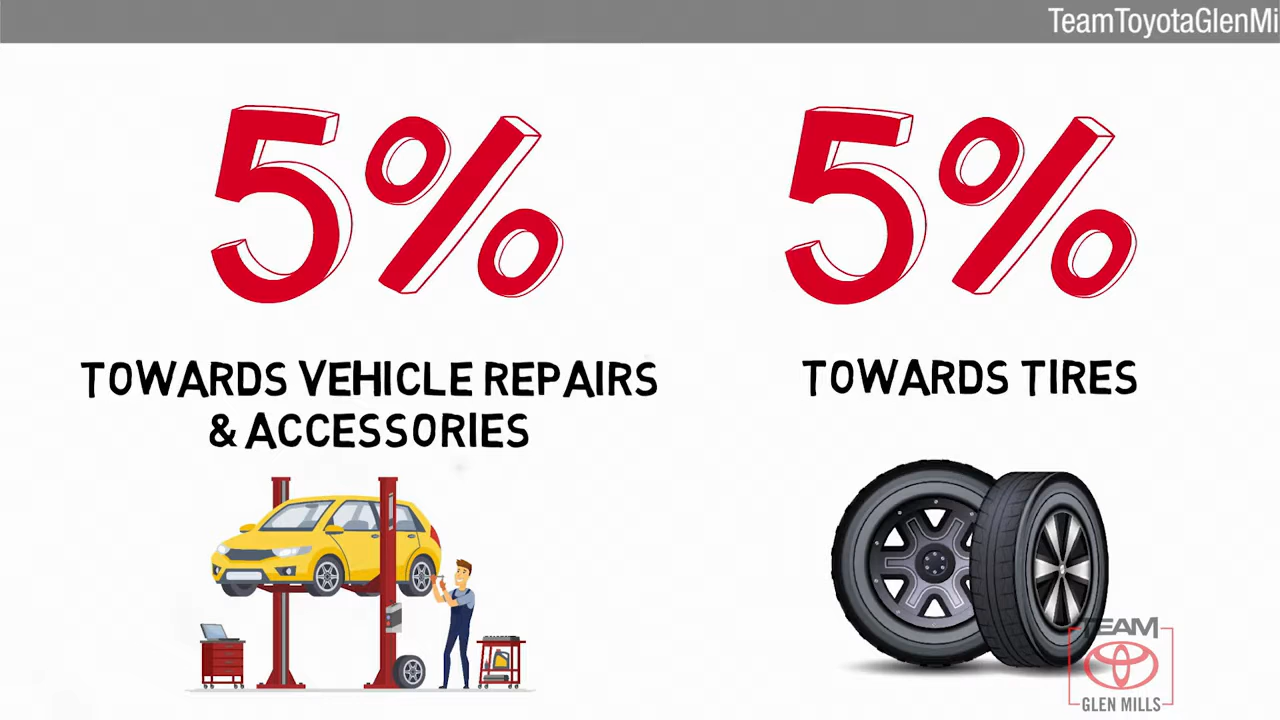 TeamToyotaGlenMi
5% 5%
TOWARDS VEHICLE REPAIRS
& ACCESSORIES
TOWARDS TIRES
TEAM
GLEN MILLS